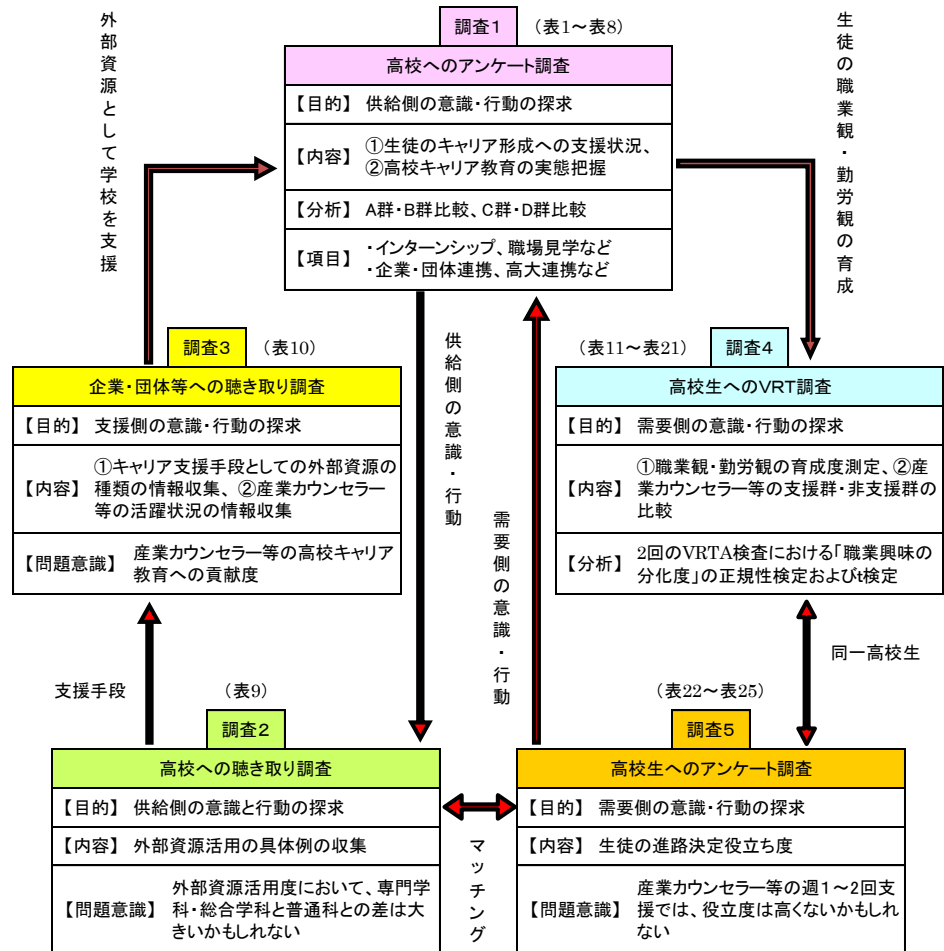 外部資源として学校を支援
調査1 (表1～表8)
高校へのアンケート調査
【目的】 供給側の意識・行動の探求
【内容】 ①生徒のキャリア形成への支援状況、
②高校キャリア教育の実態把握
【分析】 A群・B群比較、C群・D群比較
【項目】 ・インターンシップ、職場見学など
・企業・団体連携、高大連携など
生徒の職業観・勤労観の育成
調査3 (表10)
企業・団体等への聴き取り調査
【目的】 支援側の意識・行動の探求
【内容】 ①キャリア支援手段としての外部資源の
種類の情報収集、②産業カウンセラー
等の活躍状況の情報収集
【問題意識】 産業カウンセラー等の高校キャリア
教育への貢献度
供給側の意識・行動
需要側の意識・行動
(表11～表21) 調査4
高校生へのVRT調査
【目的】 需要側の意識・行動の探求
【内容】 ①職業観・勤労観の育成度測定、②産
業カウンセラー等の支援群・非支援群の
比較
【分析】 2回のVRTA検査における「職業興味の
分化度」の正規性検定およびt検定
支援手段
同一高校生
(表9)
調査2
高校への聴き取り調査
【目的】 供給側の意識と行動の探求
【内容】 外部資源活用の具体例の収集
【問題意識】 外部資源活用度において、専門学
科・総合学科と普通科との差は大
きいかもしれない
マッチング
(表22～表25)
調査5
高校生へのアンケート調査
【目的】 需要側の意識・行動の探求
【内容】 生徒の進路決定役立ち度
【問題意識】 産業カウンセラー等の週1～2回支
援では、役立度は高くないかもしれ
ない